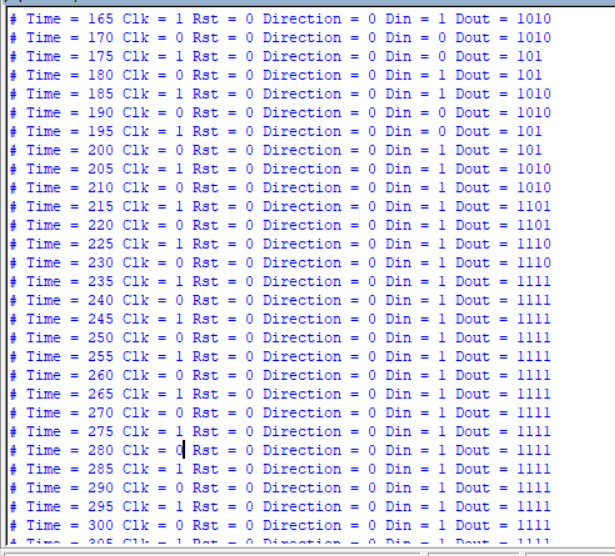 # Time = 165 Clk = 1 Rst = 0 Direction = 0 Din = 1 Dout = 1010
# Time = 170 Clk = 0 Rst = 0 Direction = 0 Din = 0 Dout = 1010
# Time = 175 Clk = 1 Rst = 0 Direction = 0 Din = 0 Dout = 101
# Time = 180 Clk = 0 Rst = 0 Direction = 0 Din = 1 Dout = 101
# Time = 185 Clk = 1 Rst = 0 Direction = 0 Din = 1 Dout = 1010
# Time = 190 Clk = 0 Rst = 0 Direction = 0 Din = 0 Dout = 1010
# Time = 195 Clk = 1 Rst = 0 Direction = 0 Din = 0 Dout = 101
# Time = 200 Clk = 0 Rst = 0 Direction = 0 Din = 1 Dout = 101
# Time = 205 Clk = 1 Rst = 0 Direction = 0 Din = 1 Dout = 1010
# Time = 210 Clk = 0 Rst = 0 Direction = 0 Din = 1 Dout = 1010
# Time = 215 Clk = 1 Rst = 0 Direction = 0 Din = 1 Dout = 1101
# Time = 220 Clk = 0 Rst = 0 Direction = 0 Din = 1 Dout = 1101
# Time = 225 Clk = 1 Rst = 0 Direction = 0 Din = 1 Dout = 1110
# Time = 230 Clk = 0 Rst = 0 Direction = 0 Din = 1 Dout = 1110
# Time = 235 Clk = 1 Rst = 0 Direction = 0 Din = 1 Dout = 1111
# Time = 240 Clk = 0 Rst = 0 Direction = 0 Din = 1 Dout = 1111
# Time = 245 Clk = 1 Rst = 0 Direction = 0 Din = 1 Dout = 1111
# Time = 250 Clk = 0 Rst = 0 Direction = 0 Din = 1 Dout = 1111
# Time = 255 Clk = 1 Rst = 0 Direction = 0 Din = 1 Dout = 1111
# Time = 260 Clk = 0 Rst = 0 Direction = 0 Din = 1 Dout = 1111
# Time = 265 Clk = 1 Rst = 0 Direction = 0 Din = 1 Dout = 1111
# Time = 270 Clk = 0 Rst = 0 Direction = 0 Din = 1 Dout = 1111
# Time = 275 Clk = 1 Rst = 0 Direction = 0 Din = 1 Dout = 1111
# Time = 280 Clk = 0 Rst = 0 Direction = 0 Din = 1 Dout = 1111
# Time = 285 Clk = 1 Rst = 0 Direction = 0 Din = 1 Dout = 1111
# Time = 290 Clk = 0 Rst = 0 Direction = 0 Din = 1 Dout = 1111
# Time = 295 Clk = 1 Rst = 0 Direction = 0 Din = 1 Dout = 1111
# Time = 300 Clk = 0 Rst = 0 Direction = 0 Din = 1 Dout = 1111